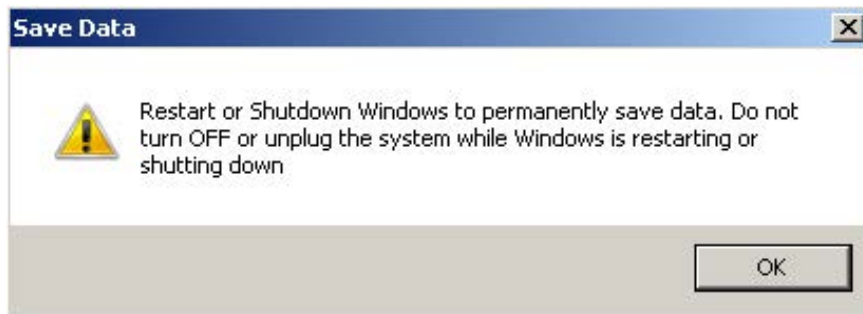 Save Data
Restart or Shutdown Windows to permanently save data. Do not
turn OFF or unplug the system while Windows is restarting or
shutting down
OK